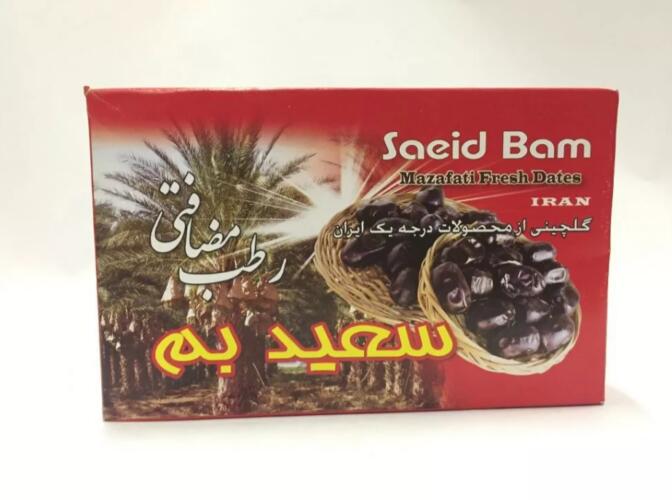 Saeid Bam
Mazafati Fresh Dates
IRAN
گلچینی از محصولات درجه یک ایران
رطب مضافتی
سعید بم